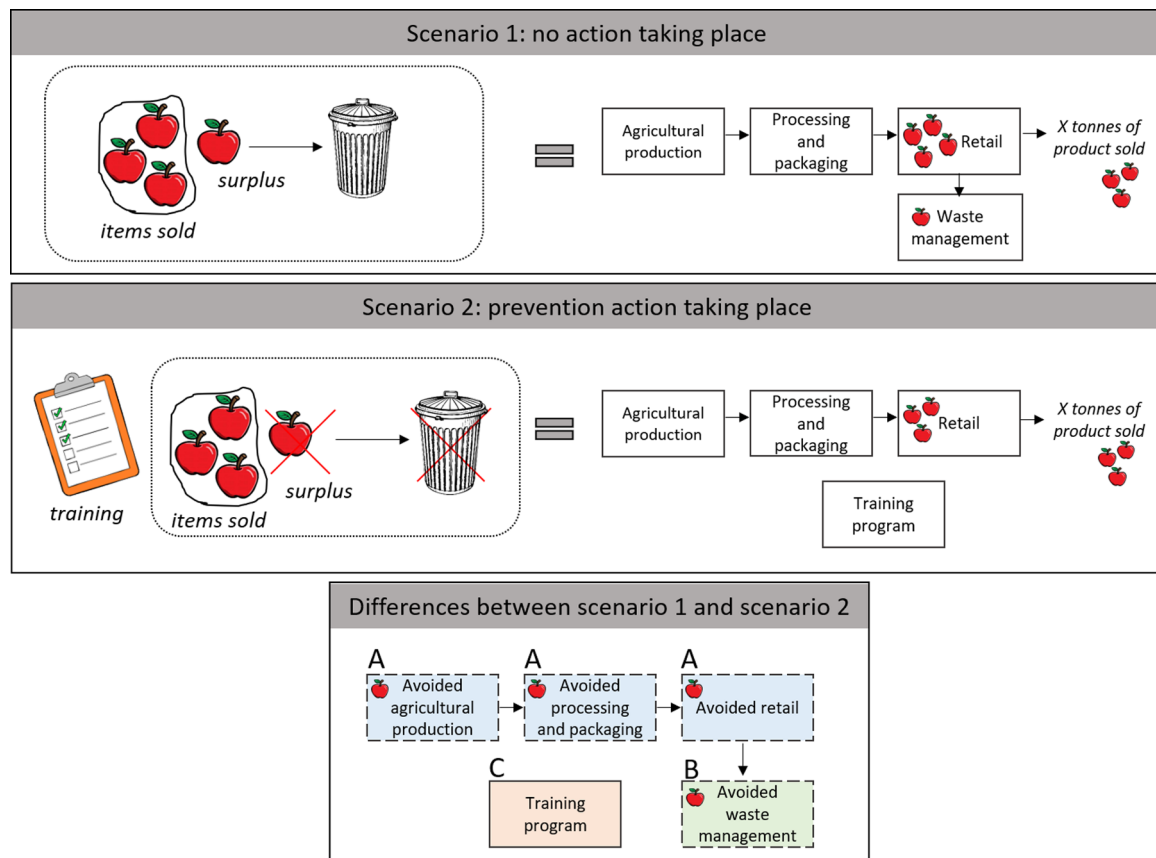 Scenario 1: no action taking place
surplus
items sold
Agricultural
production
Processing
and
packaging
Retail
X tonnes of
product sold
Waste
management
Scenario 2: prevention action taking place
training
surplus
items sold
Agricultural
production
Processing
and
packaging
Retail
X tonnes of
product sold
Training
program
Differences between scenario 1 and scenario 2
A
Avoided
agricultural
production
A
Avoided
processing
and packaging
A
Avoided retail
C
Training
program
B
Avoided
waste
management